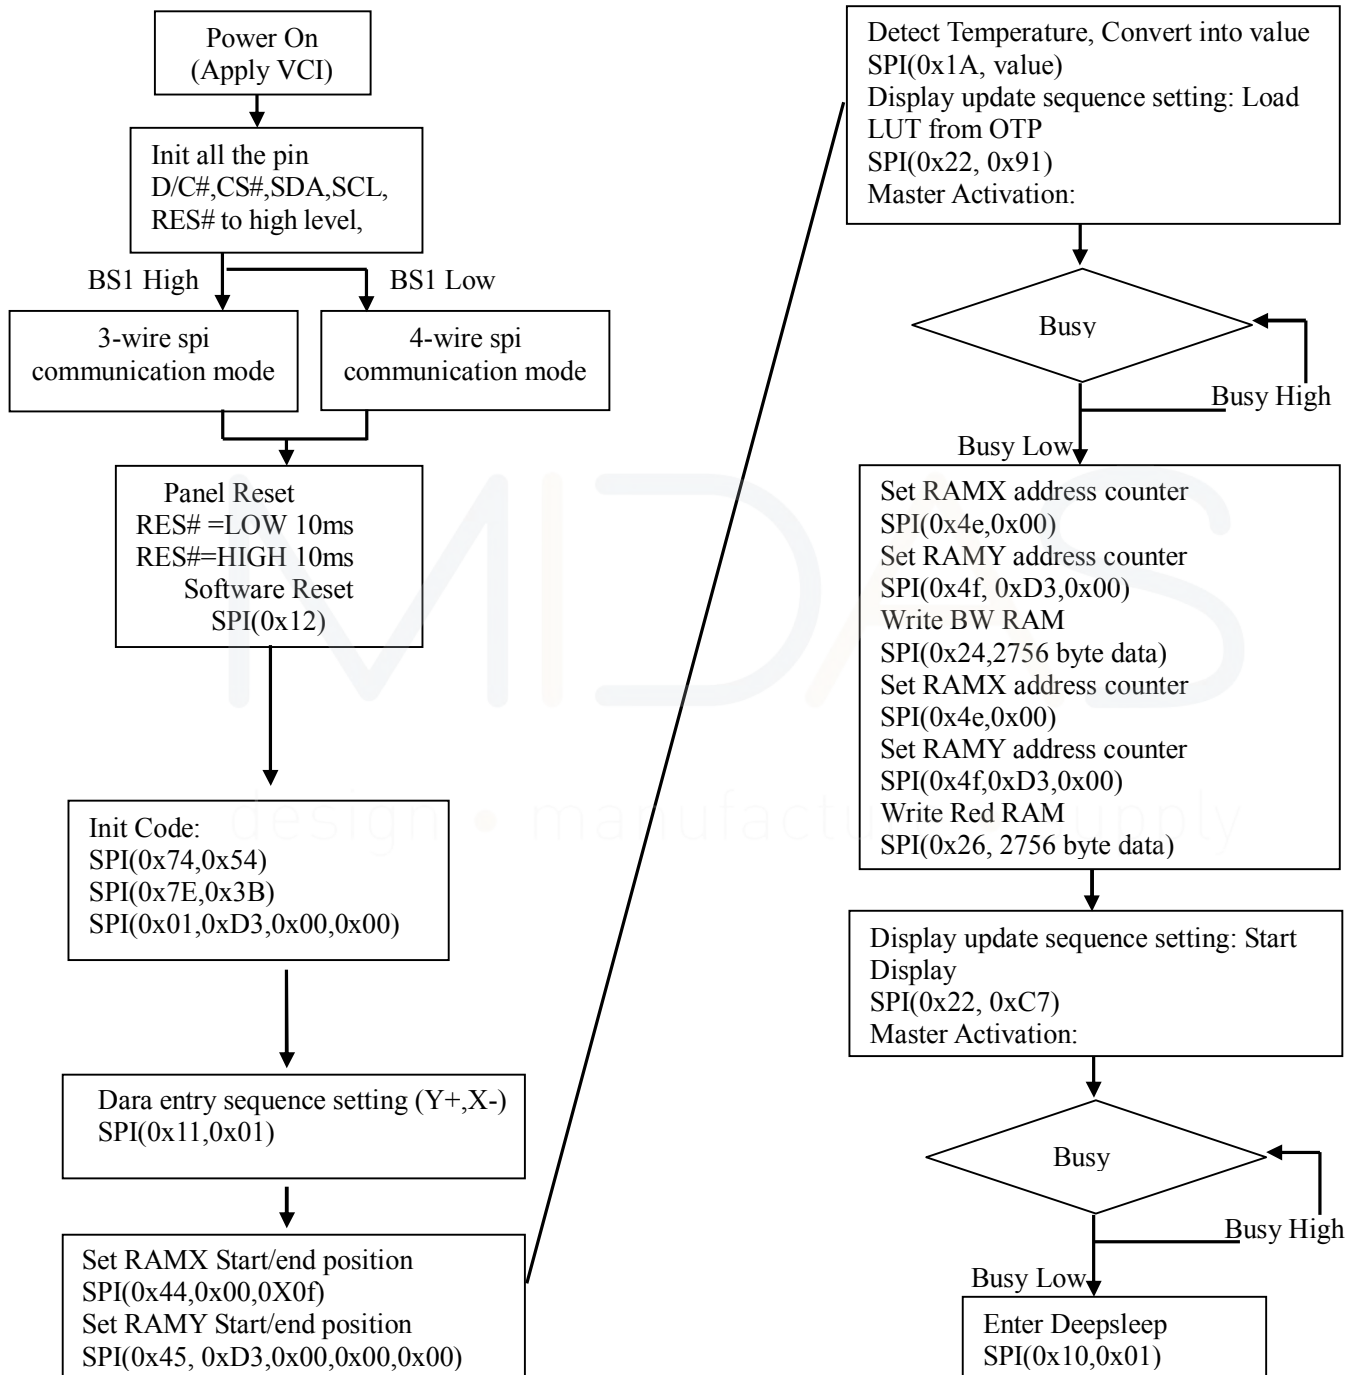 Power On
(Apply VCI)
Init all the pin
D/C#,CS#,SDA,SCL,
RES# to high level,
BS1 High
BS1 Low
3-wire spi
communication mode
4-wire spi
communication mode
Panel Reset
RES# =LOW 10ms
RES#=HIGH 10ms
Software Reset
SPI(0x12)
Init Code:
SPI(0x74,0x54)
SPI(0x7E,0x3B)
SPI(0x01,0xD3,0x00,0x00)
Dara entry sequence setting (Y+,X-)
SPI(0x11,0x01)
Set RAMX Start/end position
SPI(0x44,0x00,0X0f)
Set RAMY Start/end position
SPI(0x45, 0xD3,0x00,0x00,0x00)
Detect Temperature, Convert into value
SPI(0x1A, value)
Display update sequence setting: Load
LUT from OTP
SPI(0x22, 0x91)
Master Activation:
Busy
Busy High
Busy Low
Set RAMX address counter
SPI(0x4e,0x00)
Set RAMY address counter
SPI(0x4f, 0xD3,0x00)
Write BW RAM
SPI(0x24,2756 byte data)
Set RAMX address counter
SPI(0x4e,0x00)
Set RAMY address counter
SPI(0x4f,0xD3,0x00)
Write Red RAM
SPI(0x26, 2756 byte data)
Display update sequence setting: Start
Display
SPI(0x22, 0xC7)
Master Activation:
Busy
Busy High
Busy Low
Enter Deepsleep
SPI(0x10,0x01)
MIDAS
design • manufacture • supply